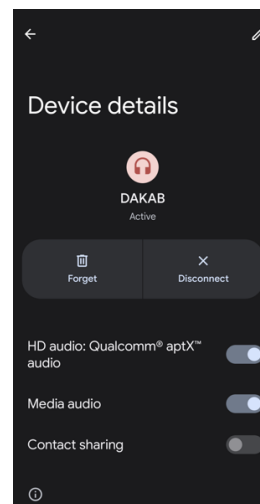 Device details
DAKAB
Active
Forget
Disconnect
HD audio: Qualcomm® aptX™
audio
Media audio
Contact sharing